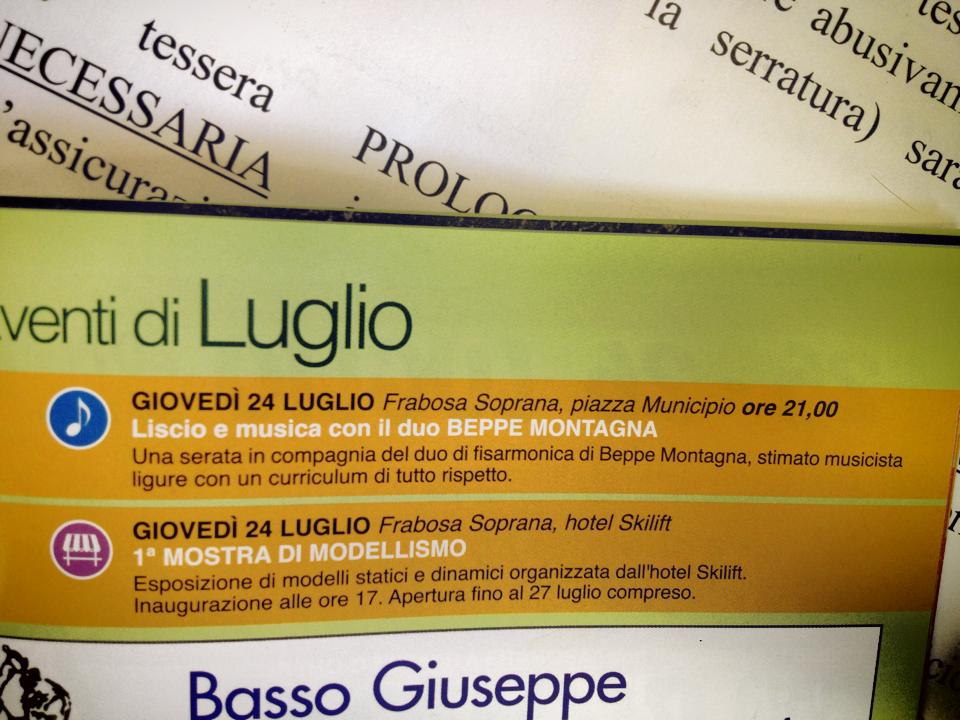 tessera
NECESSARIA
la serratura) sarà
abusivam
PROLOC
Eventi di Luglio
GIOVEDÌ 24 LUGLIO Frabosa Soprana, piazza Municipio ore 21,00
Liscio e musica con il duo BEPPE MONTAGNA
Una serata in compagnia del duo di fisarmonica di Beppe Montagna, stimato musicista
ligure con un curriculum di tutto rispetto.
GIOVEDÌ 24 LUGLIO Frabosa Soprana, hotel Skilift
1ª MOSTRA DI MODELLISMO
Esposizione di modelli statici e dinamici organizzata dall'hotel Skilift.
Inaugurazione alle ore 17. Apertura fino al 27 luglio compreso.
Basso Giuseppe